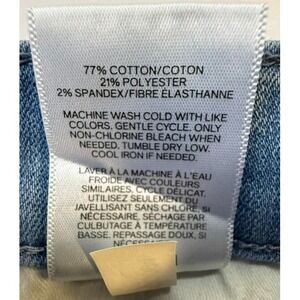 77% COTTON/COTON
21% POLYESTER
2% SPANDEX/FIBRE ÉLASTHANNE
MACHINE WASH COLD WITH LIKE
COLORS. GENTLE CYCLE. ONLY
NON-CHLORINE BLEACH WHEN
NEEDED. TUMBLE DRY LOW.
COOL IRON IF NEEDED.
LAVER À LA MACHINE À L'EAU
FROIDE AVEC COULEURS
SIMILAIRES. CYCLE DÉLICAT.
UTILISEZ SEULEMENT DU
JAVELLISANT SANS CHLORE, SI
NÉCESSAIRE. SÉCHAGE PAR
CULBUTAGE À TEMPÉRATURE
BASSE. REPASSAGE DOUX, SI
NÉCESSAIRE.